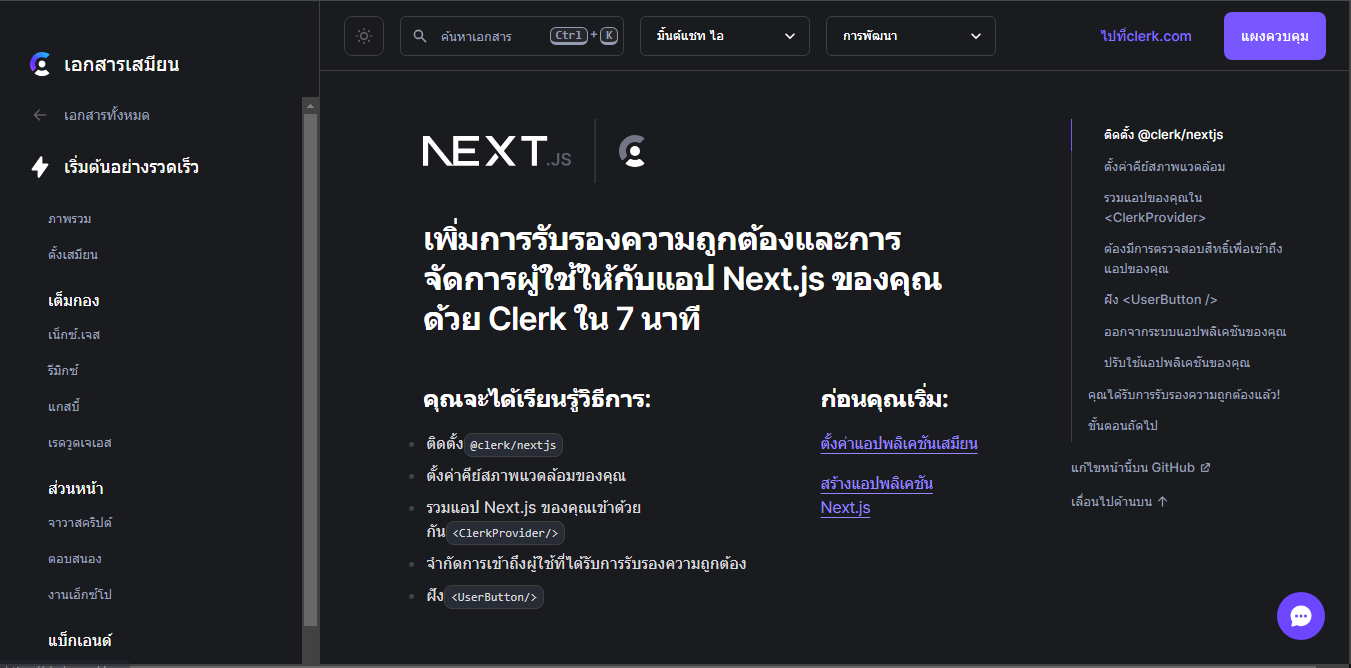 เอกสารเสมียน
เอกสารทั้งหมด
เริ่มต้นอย่างรวดเร็ว
ภาพรวม
ตั้งเสมียน
เต็มกอง
เน็กซ์.เจส
รีมิกซ์
แกสบี้
เรดวูดเจเอส
ส่วนหน้า
จาวาสคริปต์
ตอบสนอง
งานเอ็กซ์โป
แบ็กเอนด์
ค้นหาเอกสาร Ctrl + K
มิ้นต์แชท ไอ
การพัฒนา
ไปที่clerk.com
แผงควบคุม
NEXT.JS
เพิ่มการรับรองความถูกต้องและการ
จัดการผู้ใช้ให้กับแอป Next.js ของคุณ
ด้วย Clerk ใน 7 นาที
คุณจะได้เรียนรู้วิธีการ:
ติดตั้ง @clerk/nextjs
ตั้งค่าคีย์สภาพแวดล้อมของคุณ
รวมแอป Next.js ของคุณเข้าด้วย
กัน <ClerkProvider/>
จำกัดการเข้าถึงผู้ใช้ที่ได้รับการรับรองความถูกต้อง
ฝัง <UserButton/>
ก่อนคุณเริ่ม:
ตั้งค่าแอปพลิเคชันเสมียน
สร้างแอปพลิเคชัน
Next.js
ติดตั้ง @clerk/nextjs
ตั้งค่าคีย์สภาพแวดล้อม
รวมแอปของคุณใน
<ClerkProvider>
ต้องมีการตรวจสอบสิทธิ์เพื่อเข้าถึง
แอปของคุณ
ฝัง <UserButton />
ออกจากระบบแอปพลิเคชันของคุณ
ปรับใช้แอปพลิเคชันของคุณ
คุณได้รับการรับรองความถูกต้องแล้ว!
ขั้นตอนถัดไป
แก้ไขหน้านี้บน GitHub
เลื่อนไปด้านบน